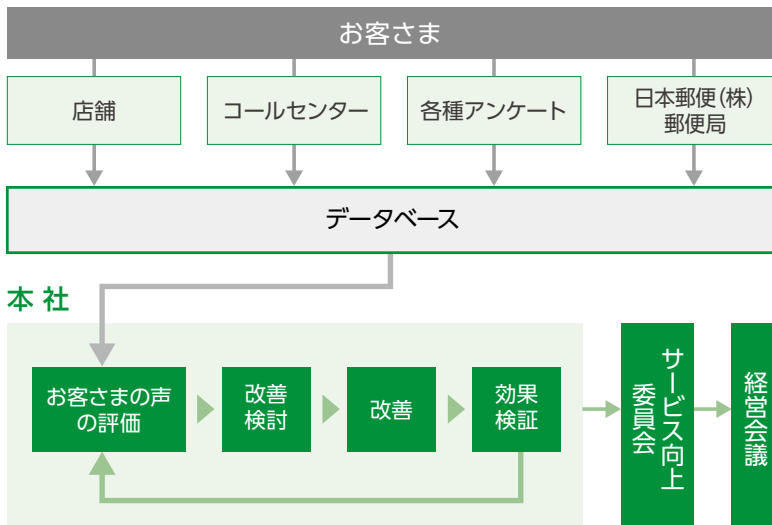 お客さま
店舗
コールセンター
各種アンケート
日本郵便(株)
郵便局
データベース
本社
お客さまの声
の評価
改善
検討
改善
効果
検証
サービス向上
委員会
経営会議